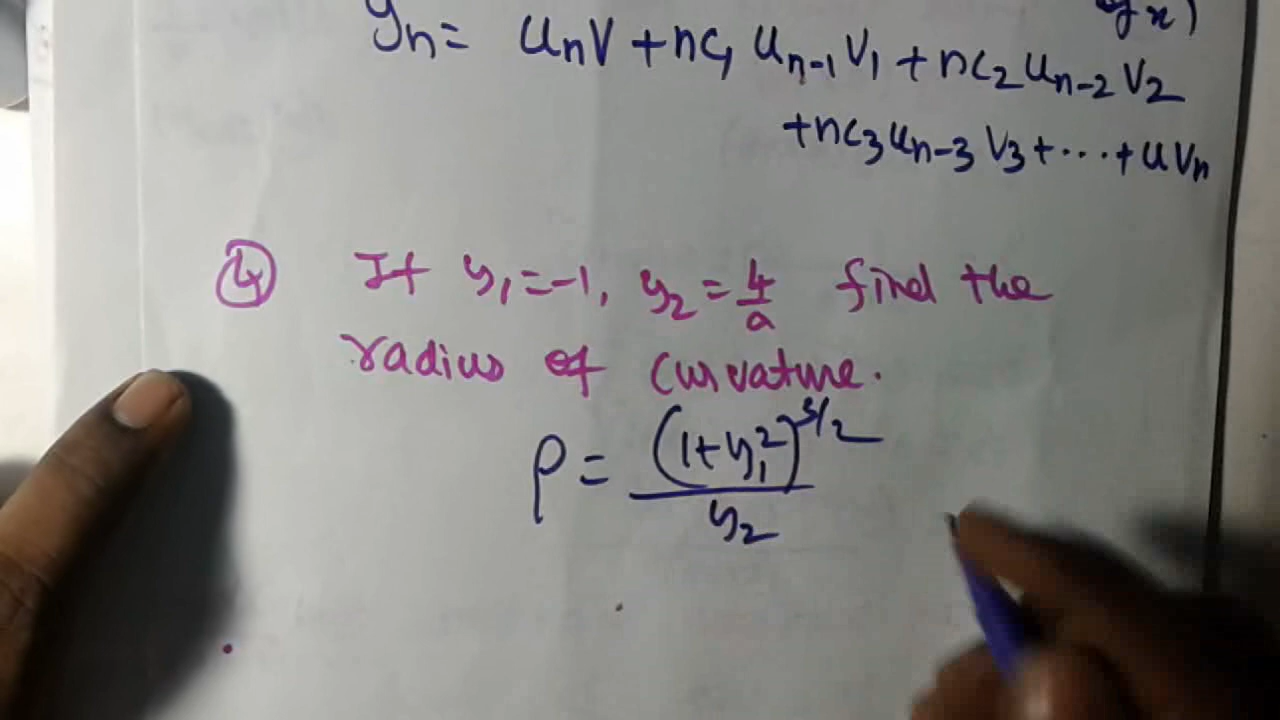 yn = unV + nc1 un-1 V1 + nc2 un-2 V2
+ nc3 un-3 V3 + ... + u Vn
④ If y1 = -1, y2 = 4/a find the
radius of curvature.
ρ = (1 + y1²)^3/2 / y2